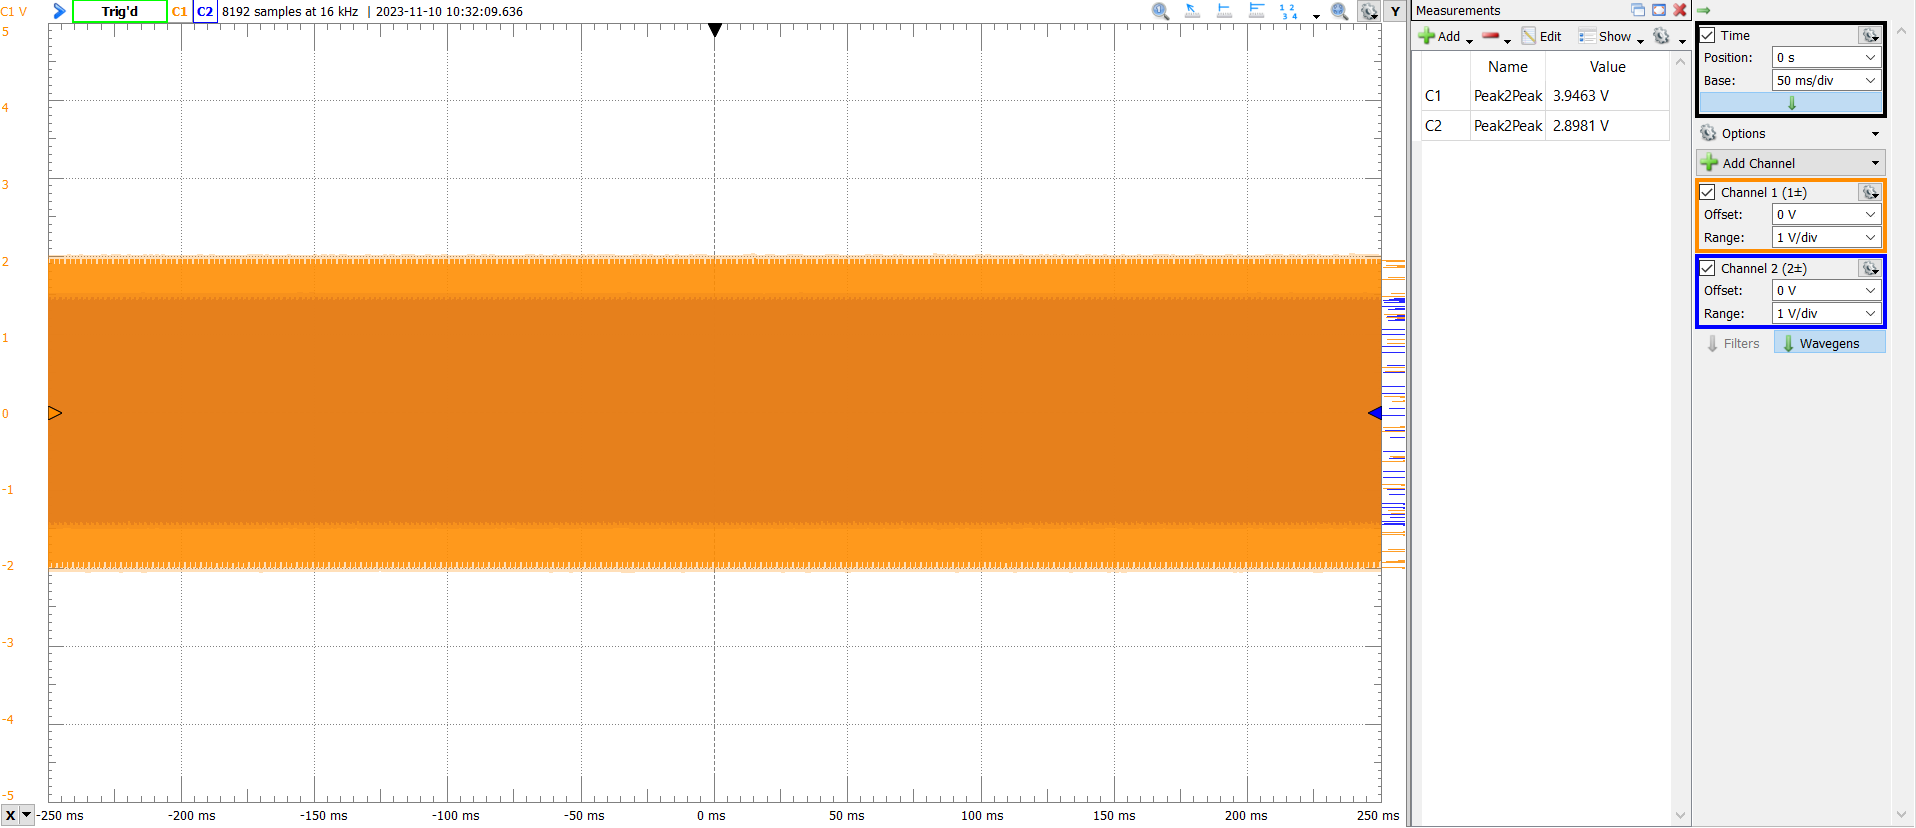 C1 V
Trig'd C1 C2 8192 samples at 16 kHz | 2023-11-10 10:32:09.636
Y
5
4
3
2
1
0
-1
-2
-3
-4
-5
X
-250 ms -200 ms -150 ms -100 ms -50 ms 0 ms 50 ms 100 ms 150 ms 200 ms 250 ms
Measurements
Add Edit Show
Name Value
C1 Peak2Peak 3.9463 V
C2 Peak2Peak 2.8981 V
Time
Position: 0 s
Base: 50 ms/div
Options
Add Channel
Channel 1 (1±)
Offset: 0 V
Range: 1 V/div
Channel 2 (2±)
Offset: 0 V
Range: 1 V/div
Filters Wavegens